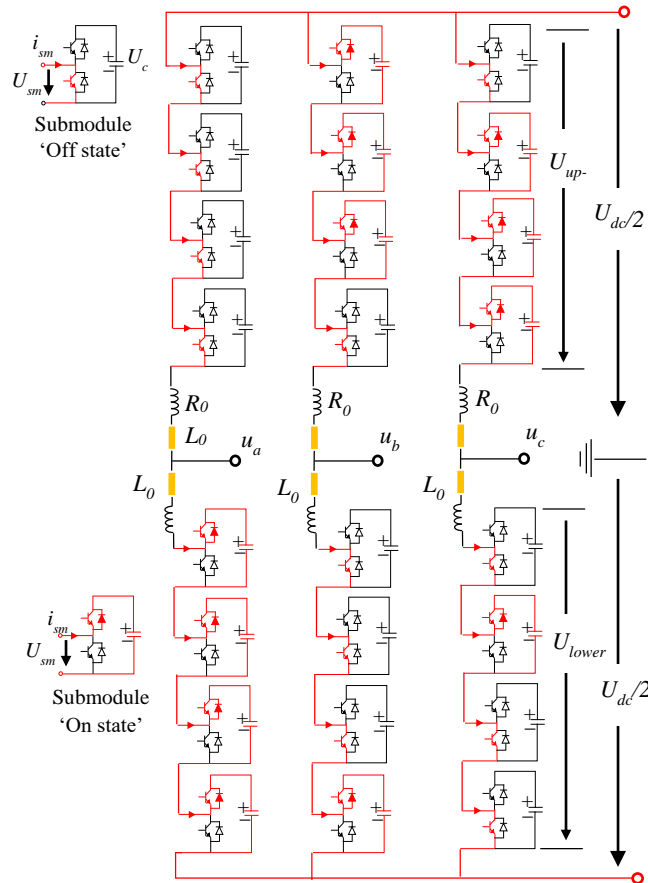 i_sm
U_c
U_sm
Submodule
‘Off state’
U_up-
U_dc/2
R_0
R_0
R_0
L_0
u_a
u_b
u_c
L_0
L_0
L_0
i_sm
U_sm
Submodule
‘On state’
U_lower
U_dc/2